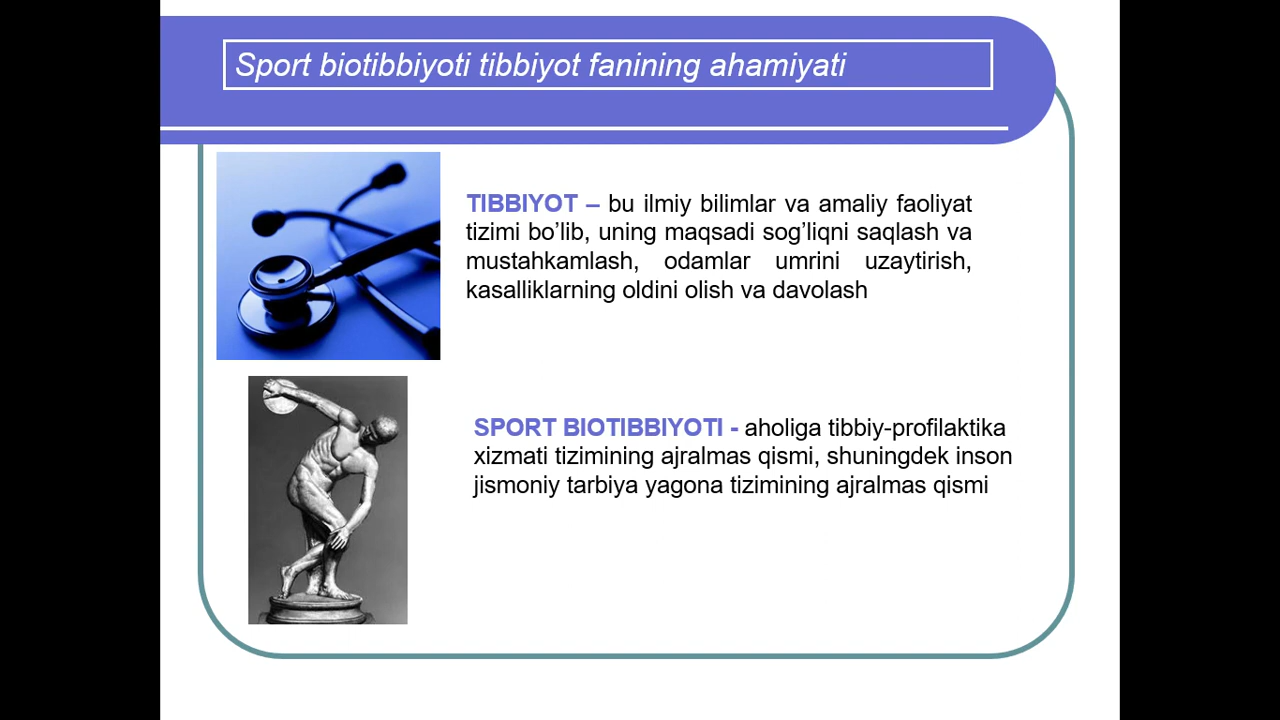 Sport biotibbiyoti tibbiyot fanining ahamiyati
TIBBIYOT – bu ilmiy bilimlar va amaliy faoliyat
tizimi bo’lib, uning maqsadi sog’liqni saqlash va
mustahkamlash, odamlar umrini uzaytirish,
kasalliklarning oldini olish va davolash
SPORT BIOTIBBIYOTI - aholiga tibbiy-profilaktika
xizmati tizimining ajralmas qismi, shuningdek inson
jismoniy tarbiya yagona tizimining ajralmas qismi